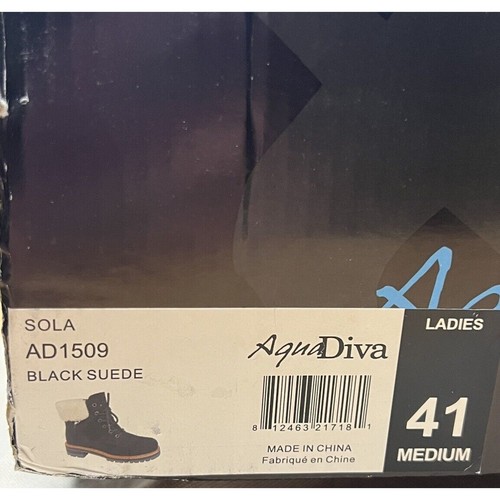 SOLA
AD1509
BLACK SUEDE
AquaDiva
8 12463 21718 1
MADE IN CHINA
Fabriqué en Chine
LADIES
41
MEDIUM